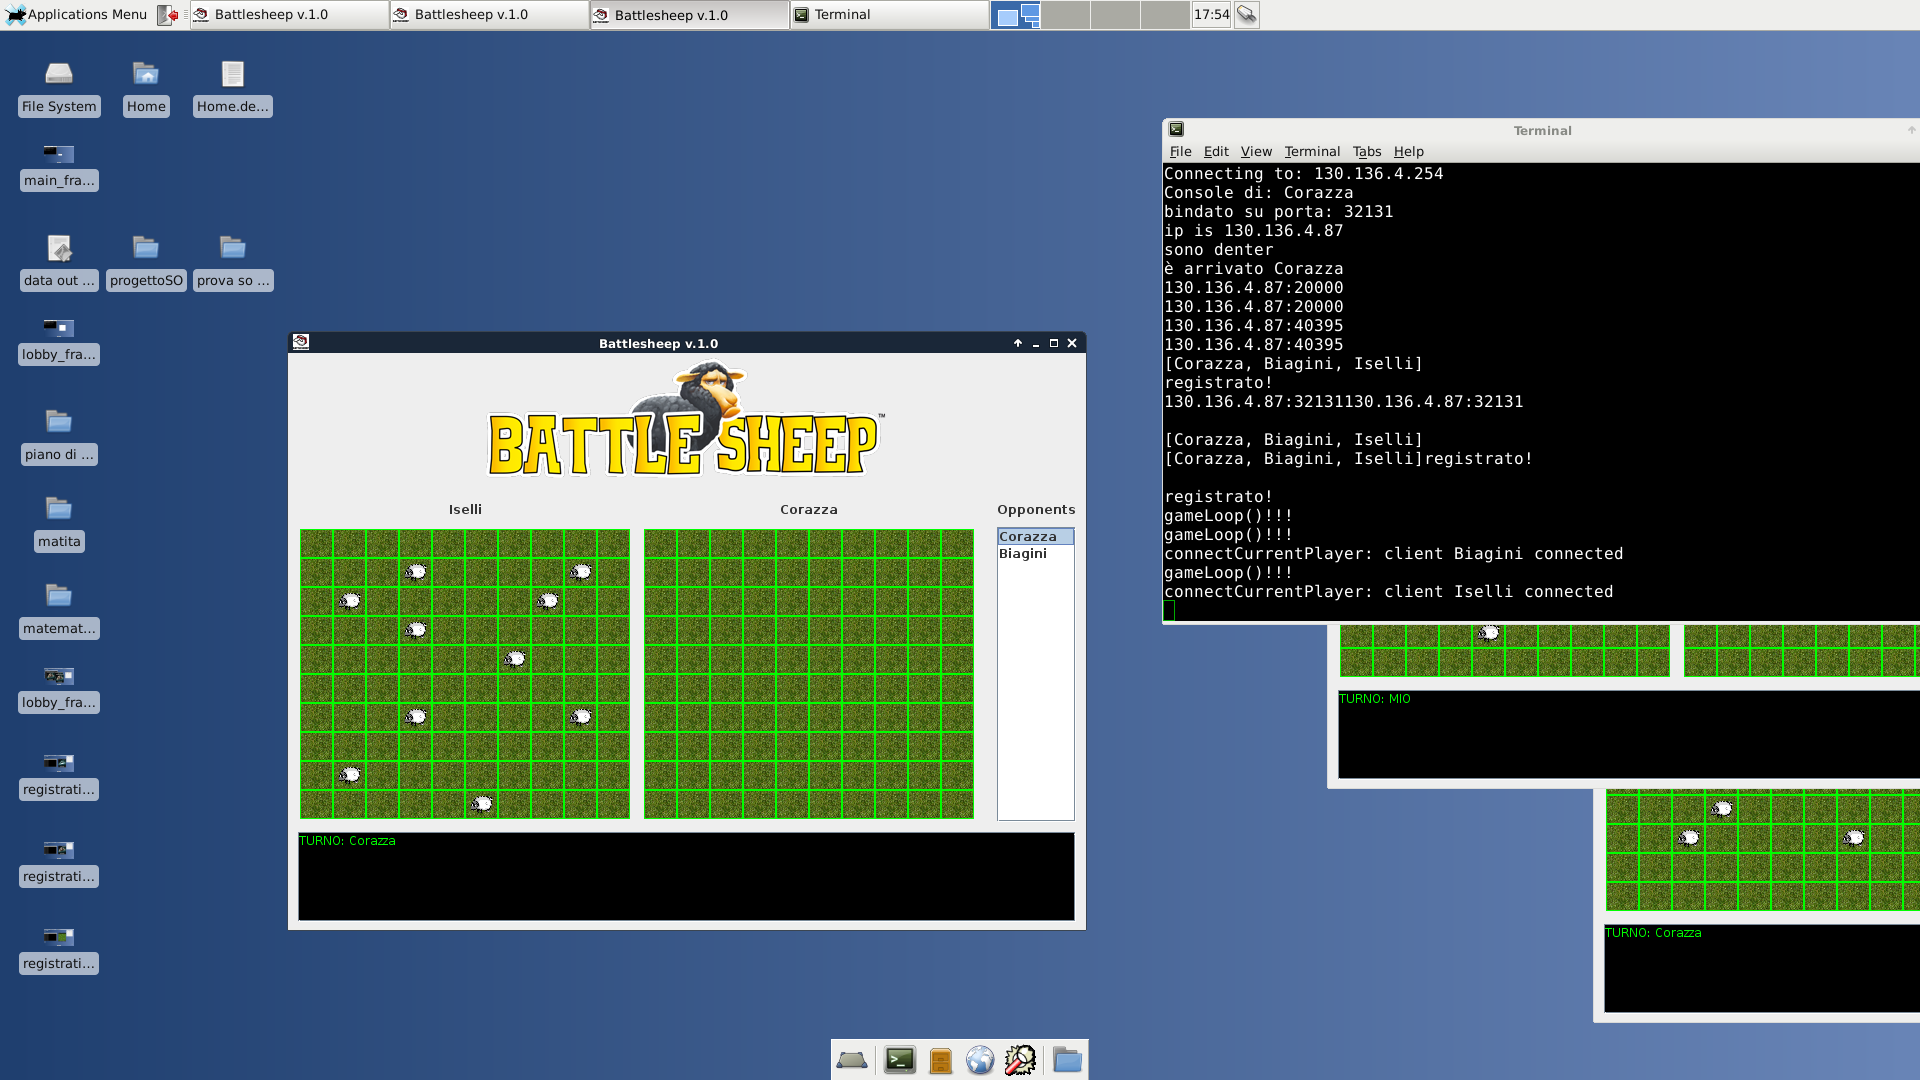 Applications Menu
Battlesheep v.1.0
Battlesheep v.1.0
Battlesheep v.1.0
Terminal
17:54
File System
Home
Home.de...
main_fra...
data out ...
progettoSO
prova so ...
lobby_fra...
piano di ...
matita
matemat...
lobby_fra...
registrati...
registrati...
registrati...
Battlesheep v.1.0
BATTLE SHEEP™
Iselli
Corazza
Opponents
Corazza
Biagini
TURNO: Corazza
Terminal
File Edit View Terminal Tabs Help
Connecting to: 130.136.4.254
Console di: Corazza
bindato su porta: 32131
ip is 130.136.4.87
sono denter
è arrivato Corazza
130.136.4.87:20000
130.136.4.87:20000
130.136.4.87:40395
130.136.4.87:40395
[Corazza, Biagini, Iselli]
registrato!
130.136.4.87:32131130.136.4.87:32131
[Corazza, Biagini, Iselli]
[Corazza, Biagini, Iselli]registrato!
registrato!
gameLoop()!!!
gameLoop()!!!
connectCurrentPlayer: client Biagini connected
gameLoop()!!!
connectCurrentPlayer: client Iselli connected
TURNO: MIO
TURNO: Corazza